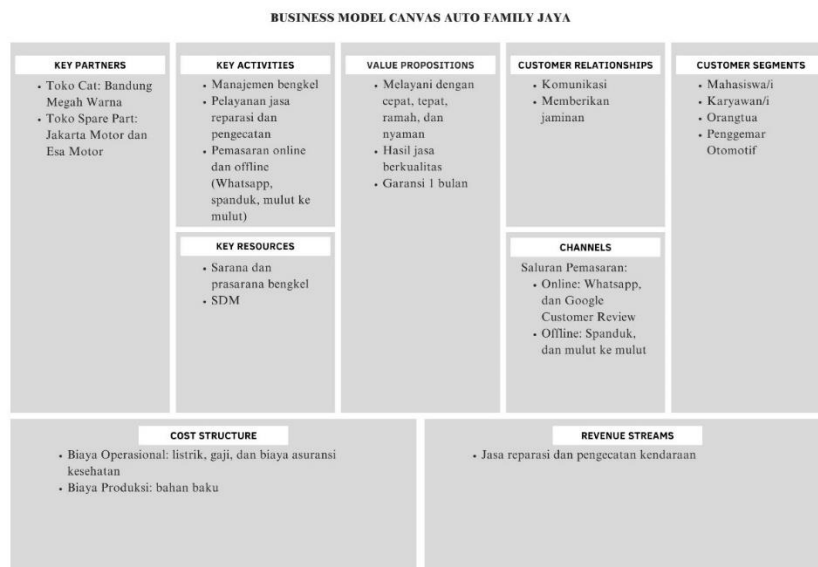 BUSINESS MODEL CANVAS AUTO FAMILY JAYA
KEY PARTNERS
• Toko Cat: Bandung
Megah Warna
• Toko Spare Part:
Jakarta Motor dan
Esa Motor
KEY ACTIVITIES
• Manajemen bengkel
• Pelayanan jasa
reparasi dan
pengecatan
• Pemasaran online
dan offline
(Whatsapp,
spanduk, mulut ke
mulut)
KEY RESOURCES
• Sarana dan
prasarana bengkel
• SDM
VALUE PROPOSITIONS
• Melayani dengan
cepat, tepat,
ramah, dan
nyaman
• Hasil jasa
berkualitas
• Garansi 1 bulan
CUSTOMER RELATIONSHIPS
• Komunikasi
• Memberikan
jaminan
CHANNELS
Saluran Pemasaran:
• Online: Whatsapp,
dan Google
Customer Review
• Offline: Spanduk,
dan mulut ke mulut
CUSTOMER SEGMENTS
• Mahasiswa/i
• Karyawan/i
• Orangtua
• Penggemar
Otomotif
COST STRUCTURE
• Biaya Operasional: listrik, gaji, dan biaya asuransi
kesehatan
• Biaya Produksi: bahan baku
REVENUE STREAMS
• Jasa reparasi dan pengecatan kendaraan